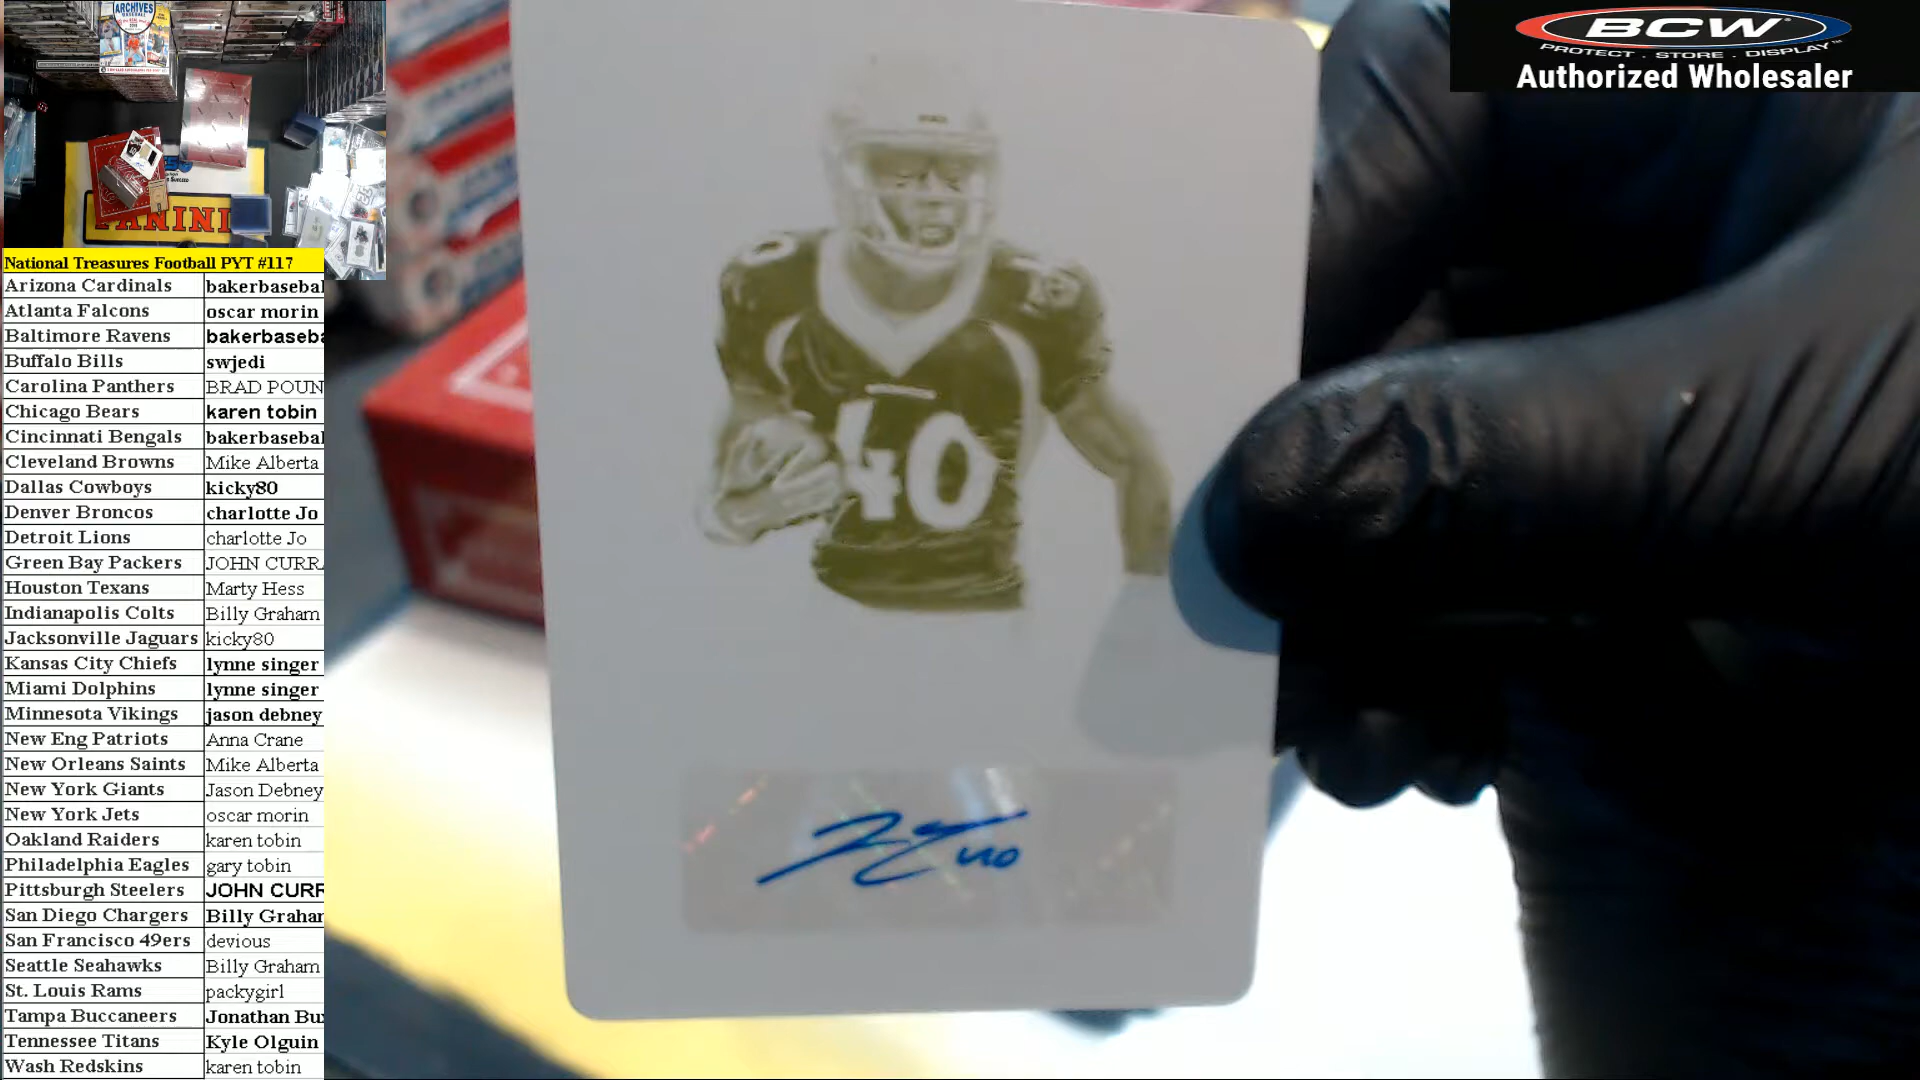 BCW
PROTECT . STORE . DISPLAY
Authorized Wholesaler
ARCHIVES
PANINI
National Treasures Football PYT #117
Arizona Cardinals bakerbasebal
Atlanta Falcons oscar morin
Baltimore Ravens bakerbaseba
Buffalo Bills swjedi
Carolina Panthers BRAD POUN
Chicago Bears karen tobin
Cincinnati Bengals bakerbasebal
Cleveland Browns Mike Alberta
Dallas Cowboys kicky80
Denver Broncos charlotte Jo
Detroit Lions charlotte Jo
Green Bay Packers JOHN CURRA
Houston Texans Marty Hess
Indianapolis Colts Billy Graham
Jacksonville Jaguars kicky80
Kansas City Chiefs lynne singer
Miami Dolphins lynne singer
Minnesota Vikings jason debney
New Eng Patriots Anna Crane
New Orleans Saints Mike Alberta
New York Giants Jason Debney
New York Jets oscar morin
Oakland Raiders karen tobin
Philadelphia Eagles gary tobin
Pittsburgh Steelers JOHN CURR
San Diego Chargers Billy Grahar
San Francisco 49ers devious
Seattle Seahawks Billy Graham
St. Louis Rams packygirl
Tampa Buccaneers Jonathan Bu
Tennessee Titans Kyle Olguin
Wash Redskins karen tobin
40